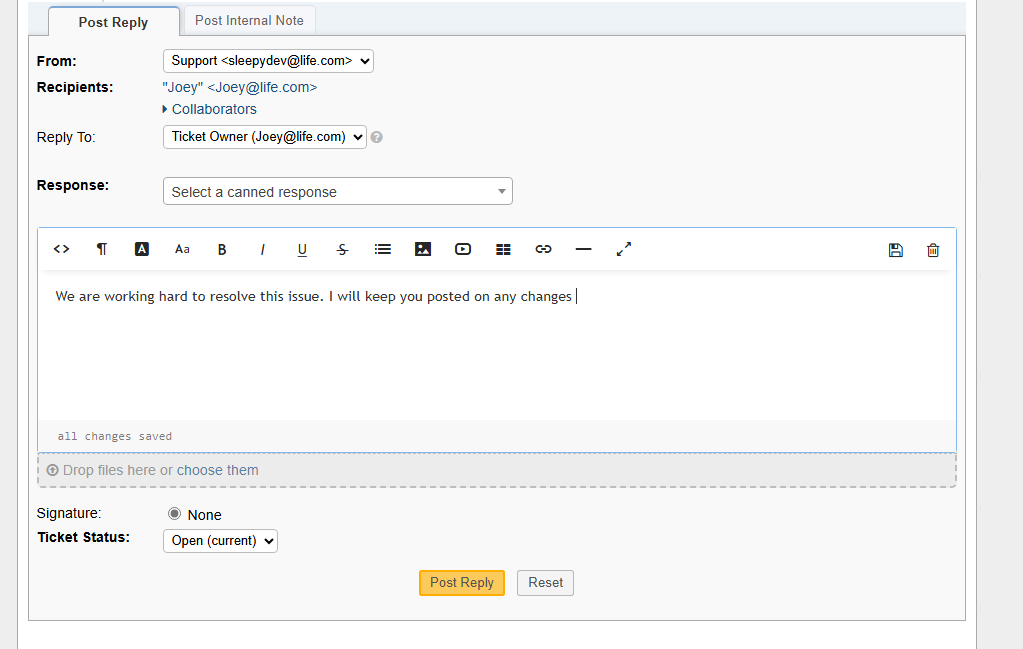 Post Reply
Post Internal Note
From:
Support <sleepydev@life.com>
Recipients:
"Joey" <Joey@life.com>
Collaborators
Reply To:
Ticket Owner (Joey@life.com)
?
Response:
Select a canned response
<> ¶ A Aa B I U S
We are working hard to resolve this issue. I will keep you posted on any changes
all changes saved
Drop files here or choose them
Signature:
None
Ticket Status:
Open (current)
Post Reply
Reset